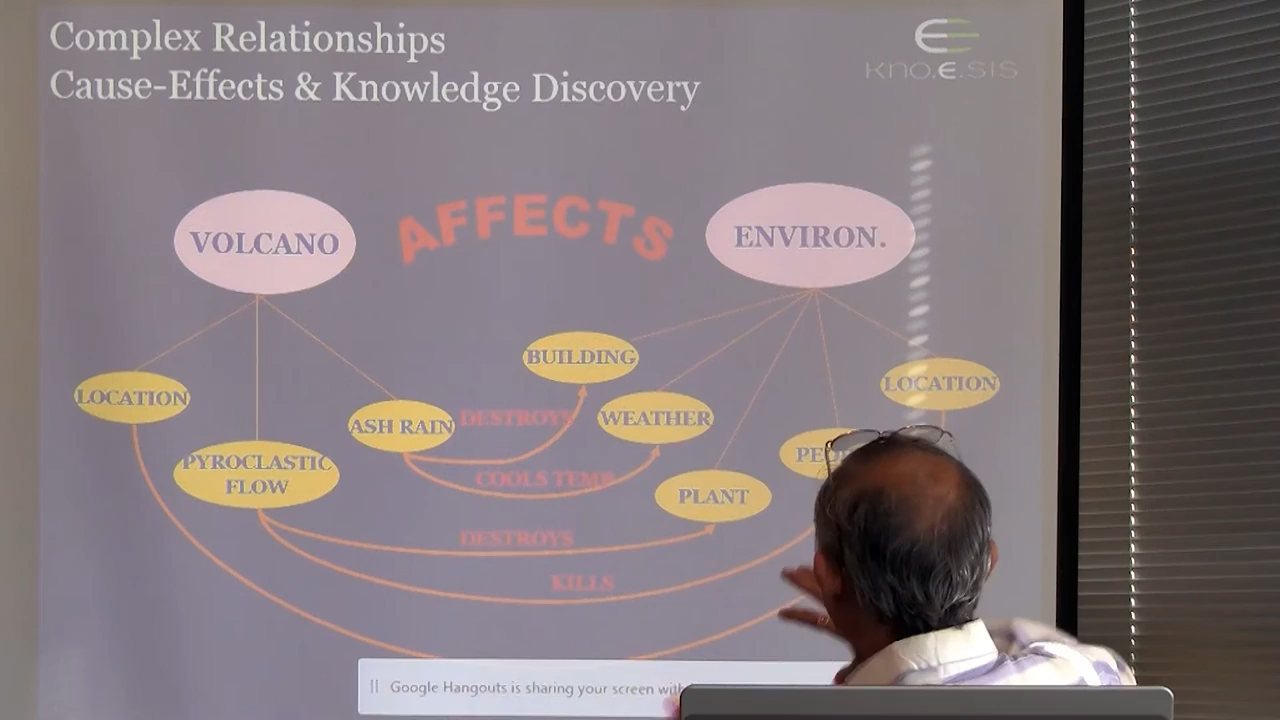 Complex Relationships
Cause-Effects & Knowledge Discovery
kno.e.sis
AFFECTS
VOLCANO
ENVIRON.
BUILDING
LOCATION
LOCATION
ASH RAIN
DESTROYS
WEATHER
PYROCLASTIC
FLOW
COOLS TEMP
PLANT
DESTROYS
KILLS
Google Hangouts is sharing your screen